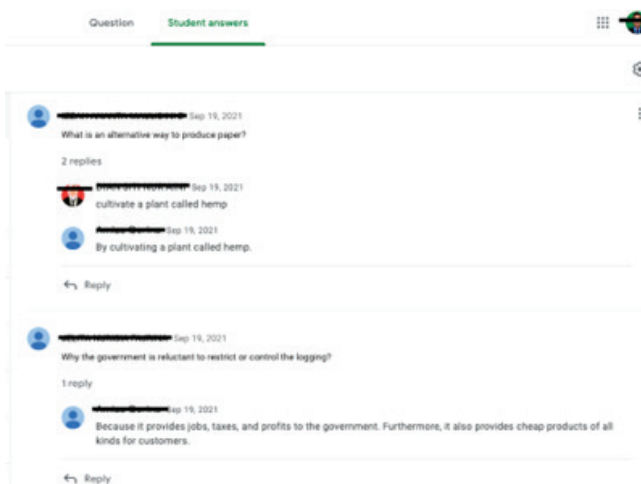 Question Student answers
Sep 19, 2021
What is an alternative way to produce paper?
2 replies
Sep 19, 2021
cultivate a plant called hemp
Sep 19, 2021
By cultivating a plant called hemp.
Reply
Sep 19, 2021
Why the government is reluctant to restrict or control the logging?
1 reply
Sep 19, 2021
Because it provides jobs, taxes, and profits to the government. Furthermore, it also provides cheap products of all
kinds for customers.
Reply